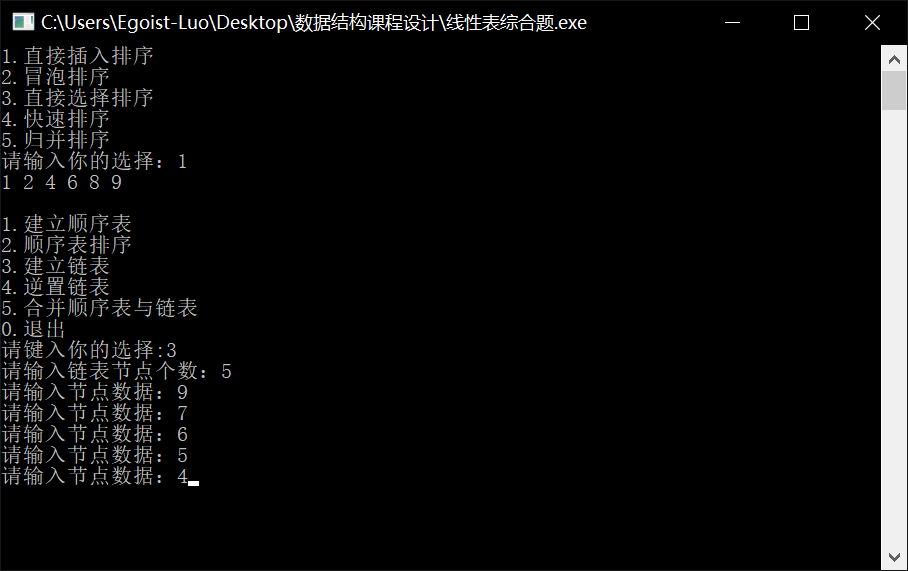 C:\Users\Egoist-Luo\Desktop\数据结构课程设计\线性表综合题.exe
1.直接插入排序
2.冒泡排序
3.直接选择排序
4.快速排序
5.归并排序
请输入你的选择：1
1 2 4 6 8 9
1.建立顺序表
2.顺序表排序
3.建立链表
4.逆置链表
5.合并顺序表与链表
0.退出
请键入你的选择:3
请输入链表节点个数：5
请输入节点数据：9
请输入节点数据：7
请输入节点数据：6
请输入节点数据：5
请输入节点数据：4